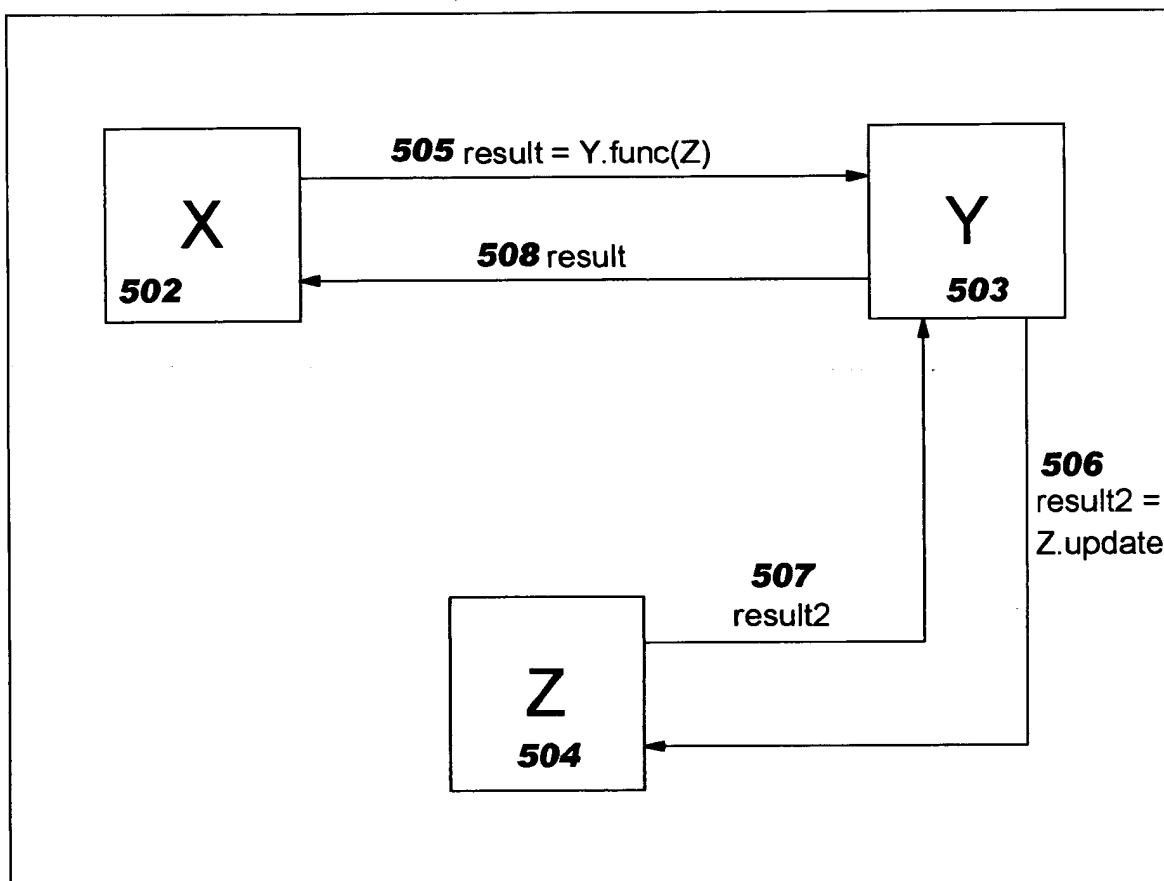 505 result = Y.func(Z)
X
502
508 result
Y
503
506
result2 =
Z.update
507
result2
Z
504